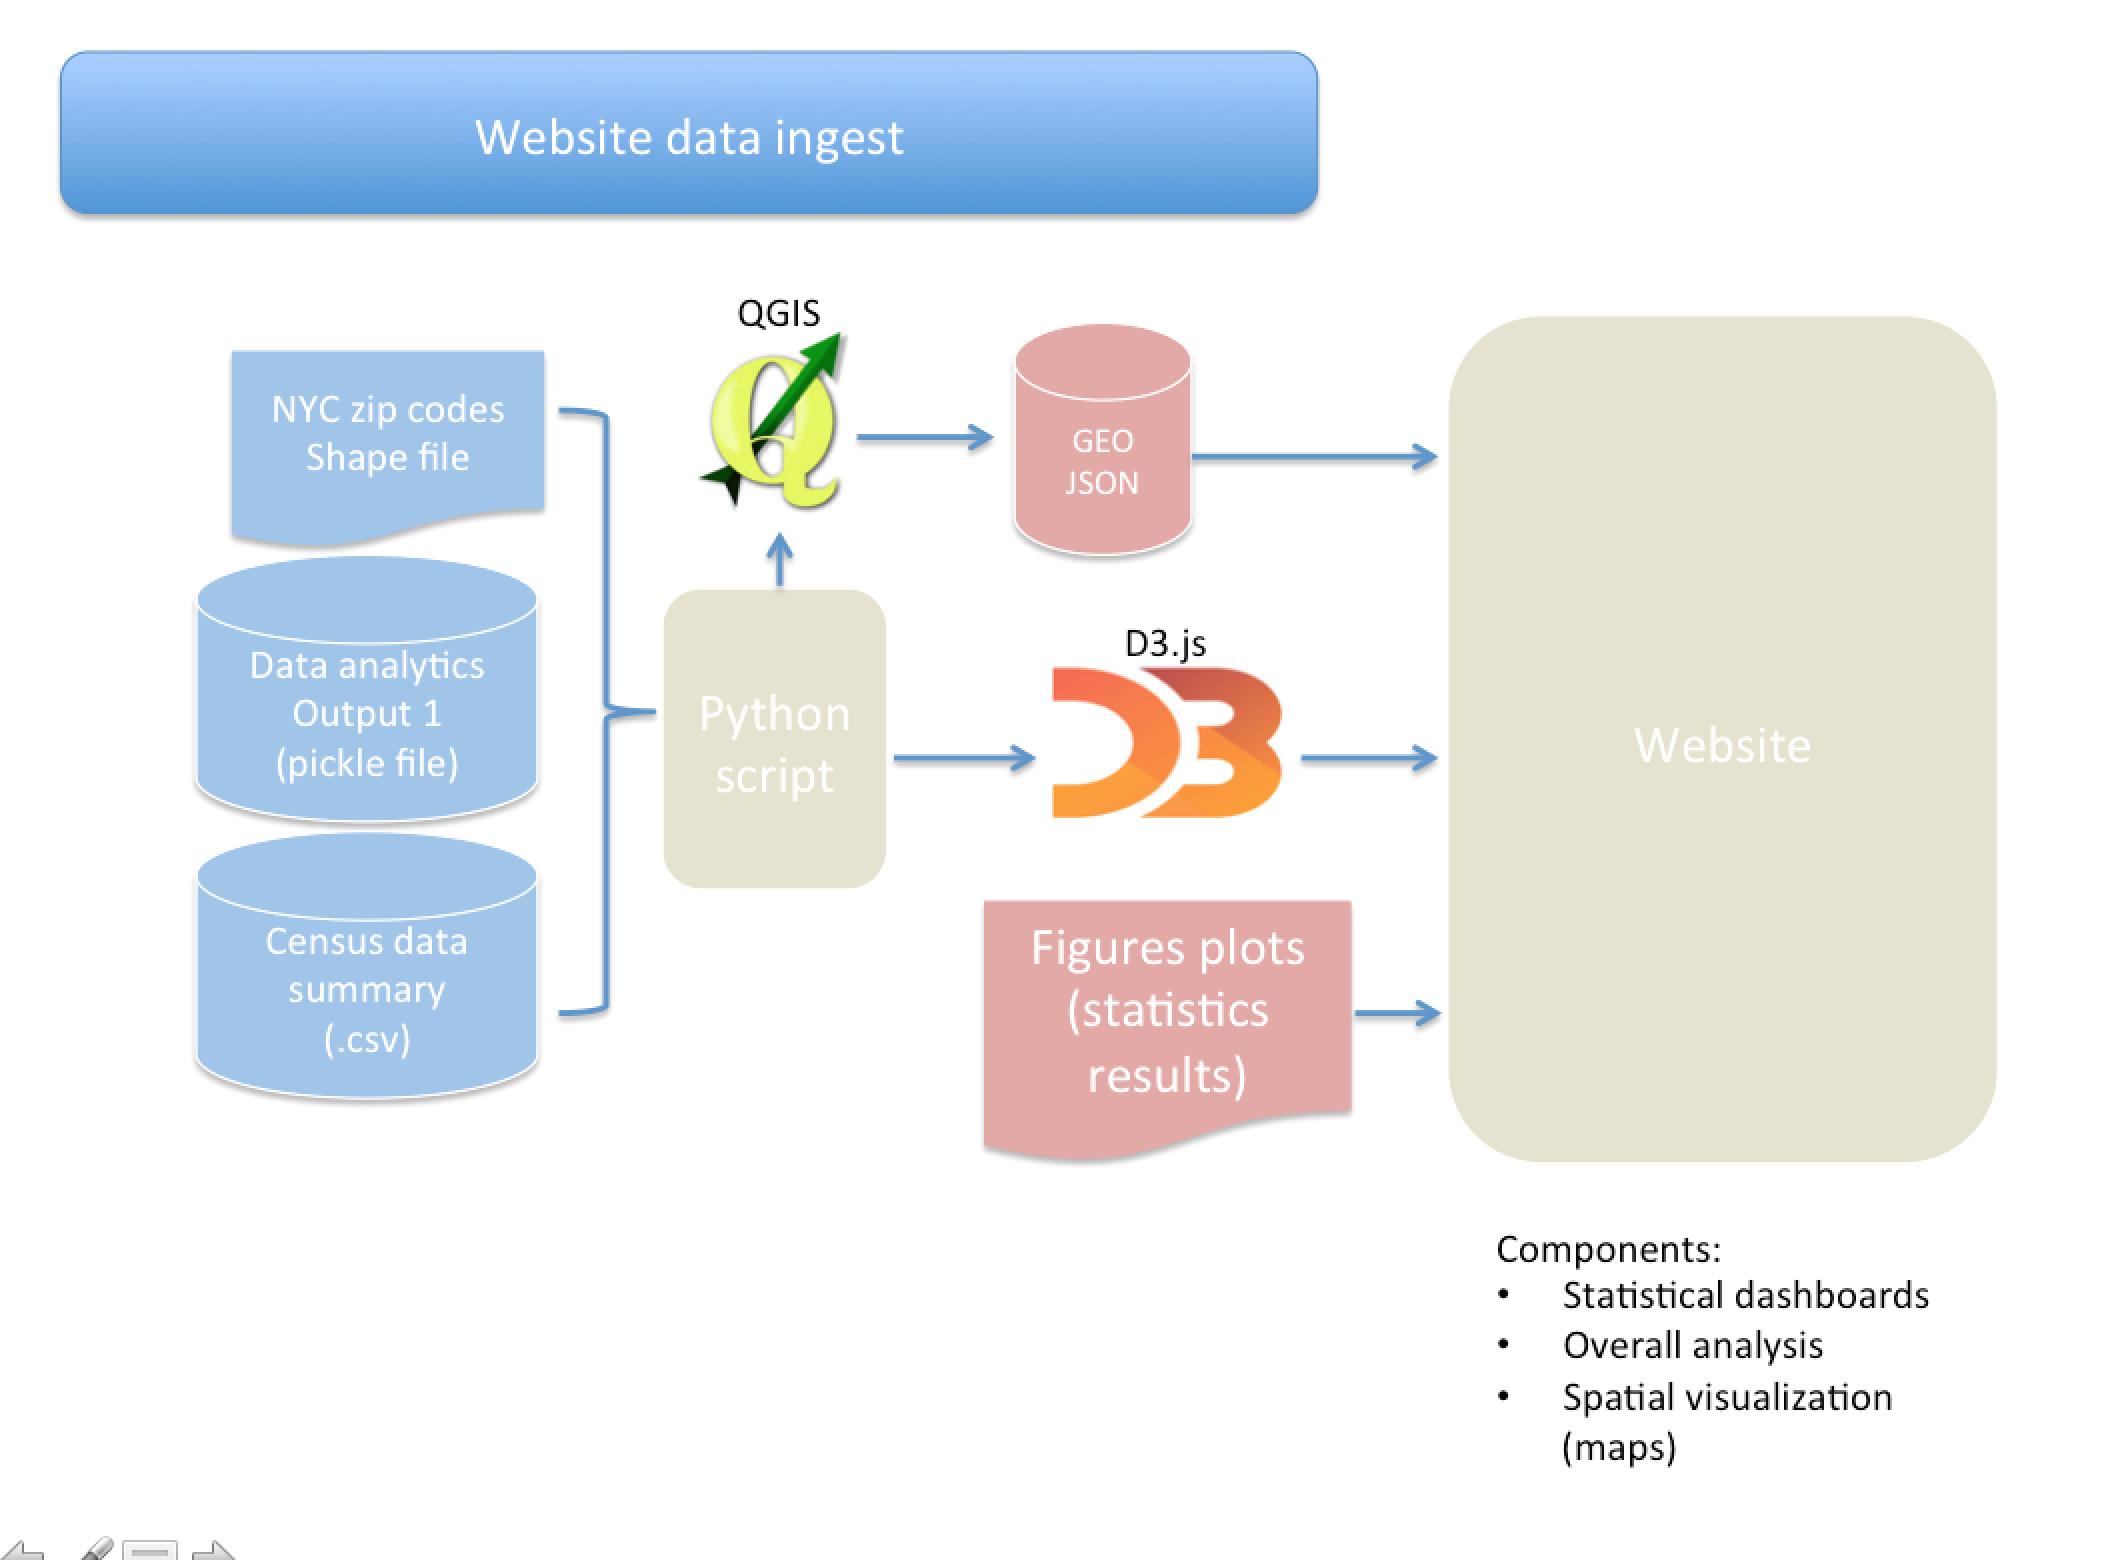 Website data ingest
QGIS
NYC zip codes
Shape file
GEO
JSON
Data analytics
Output 1
(pickle file)
Python
script
D3.js
Website
Census data
summary
(.csv)
Figures plots
(statistics
results)
Components:
• Statistical dashboards
• Overall analysis
• Spatial visualization
(maps)